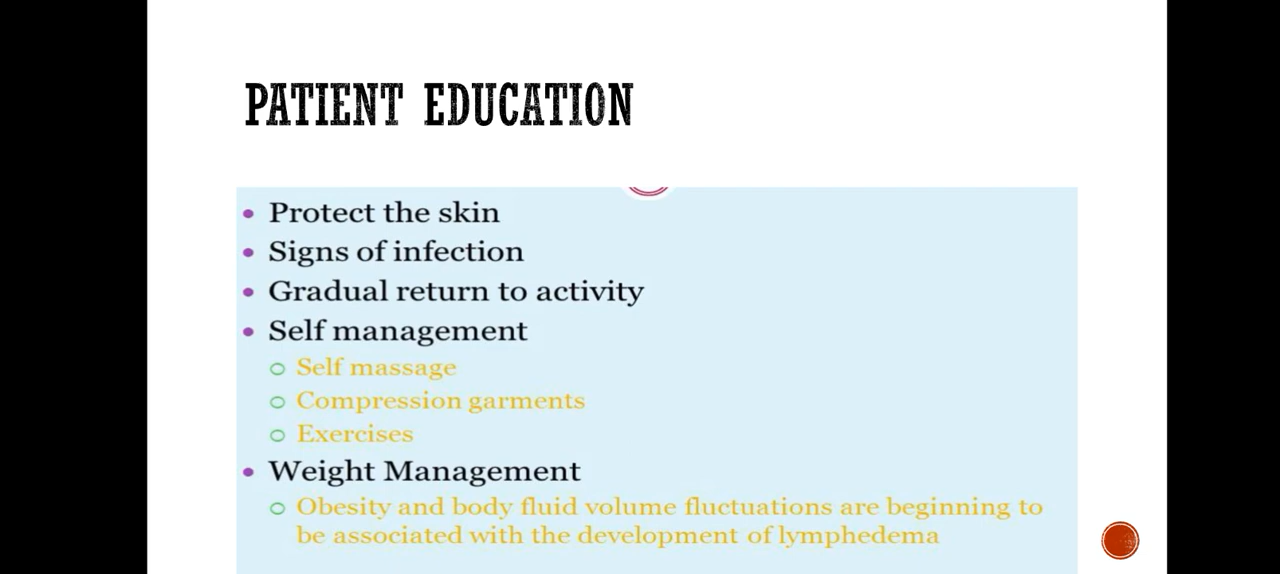 PATIENT EDUCATION
• Protect the skin
• Signs of infection
• Gradual return to activity
• Self management
○ Self massage
○ Compression garments
○ Exercises
• Weight Management
○ Obesity and body fluid volume fluctuations are beginning to
be associated with the development of lymphedema